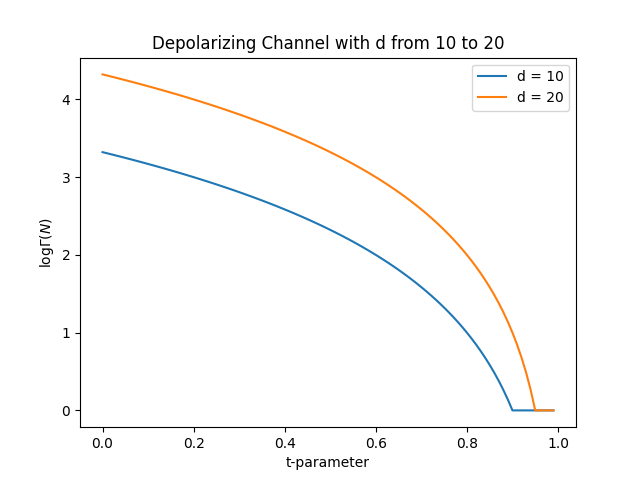 Depolarizing Channel with d from 10 to 20
d = 10
d = 20
logΓ(N)
4
3
2
1
0
0.0 0.2 0.4 0.6 0.8 1.0
t-parameter